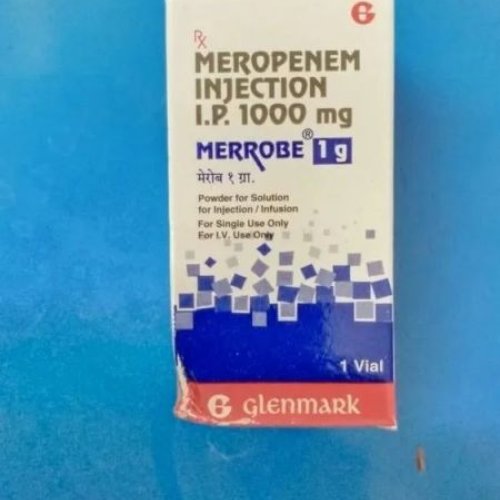 Rx
MEROPENEM
INJECTION
I.P. 1000 mg
MERROBE® 1 g
मेरोब १ ग्रा.
Powder for Solution
for Injection / Infusion
For Single Use Only
For I.V. Use Only
1 Vial
G glenmark